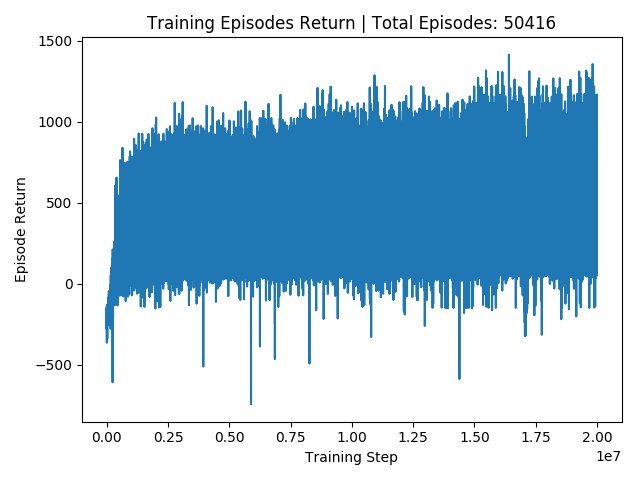 Training Episodes Return | Total Episodes: 50416
1500
1000
500
0
−500
Episode Return
0.00 0.25 0.50 0.75 1.00 1.25 1.50 1.75 2.00
1e7
Training Step